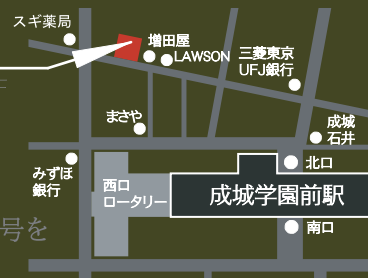 スギ薬局
増田屋
LAWSON
三菱東京
UFJ銀行
まさや
成城
石井
みずほ
銀行
西口
ロータリー
北口
成城学園前駅
南口
号を